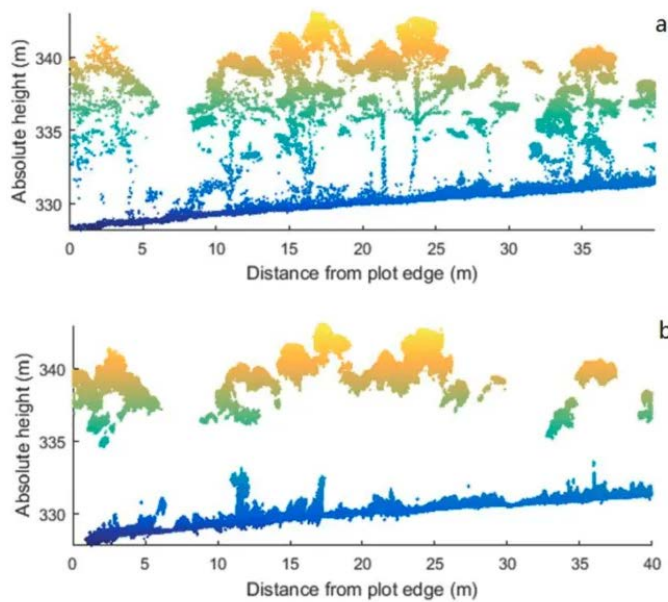 a
340
335
330
Absolute height (m)
0 5 10 15 20 25 30 35
Distance from plot edge (m)
b
340
335
330
Absolute height (m)
0 5 10 15 20 25 30 35 40
Distance from plot edge (m)